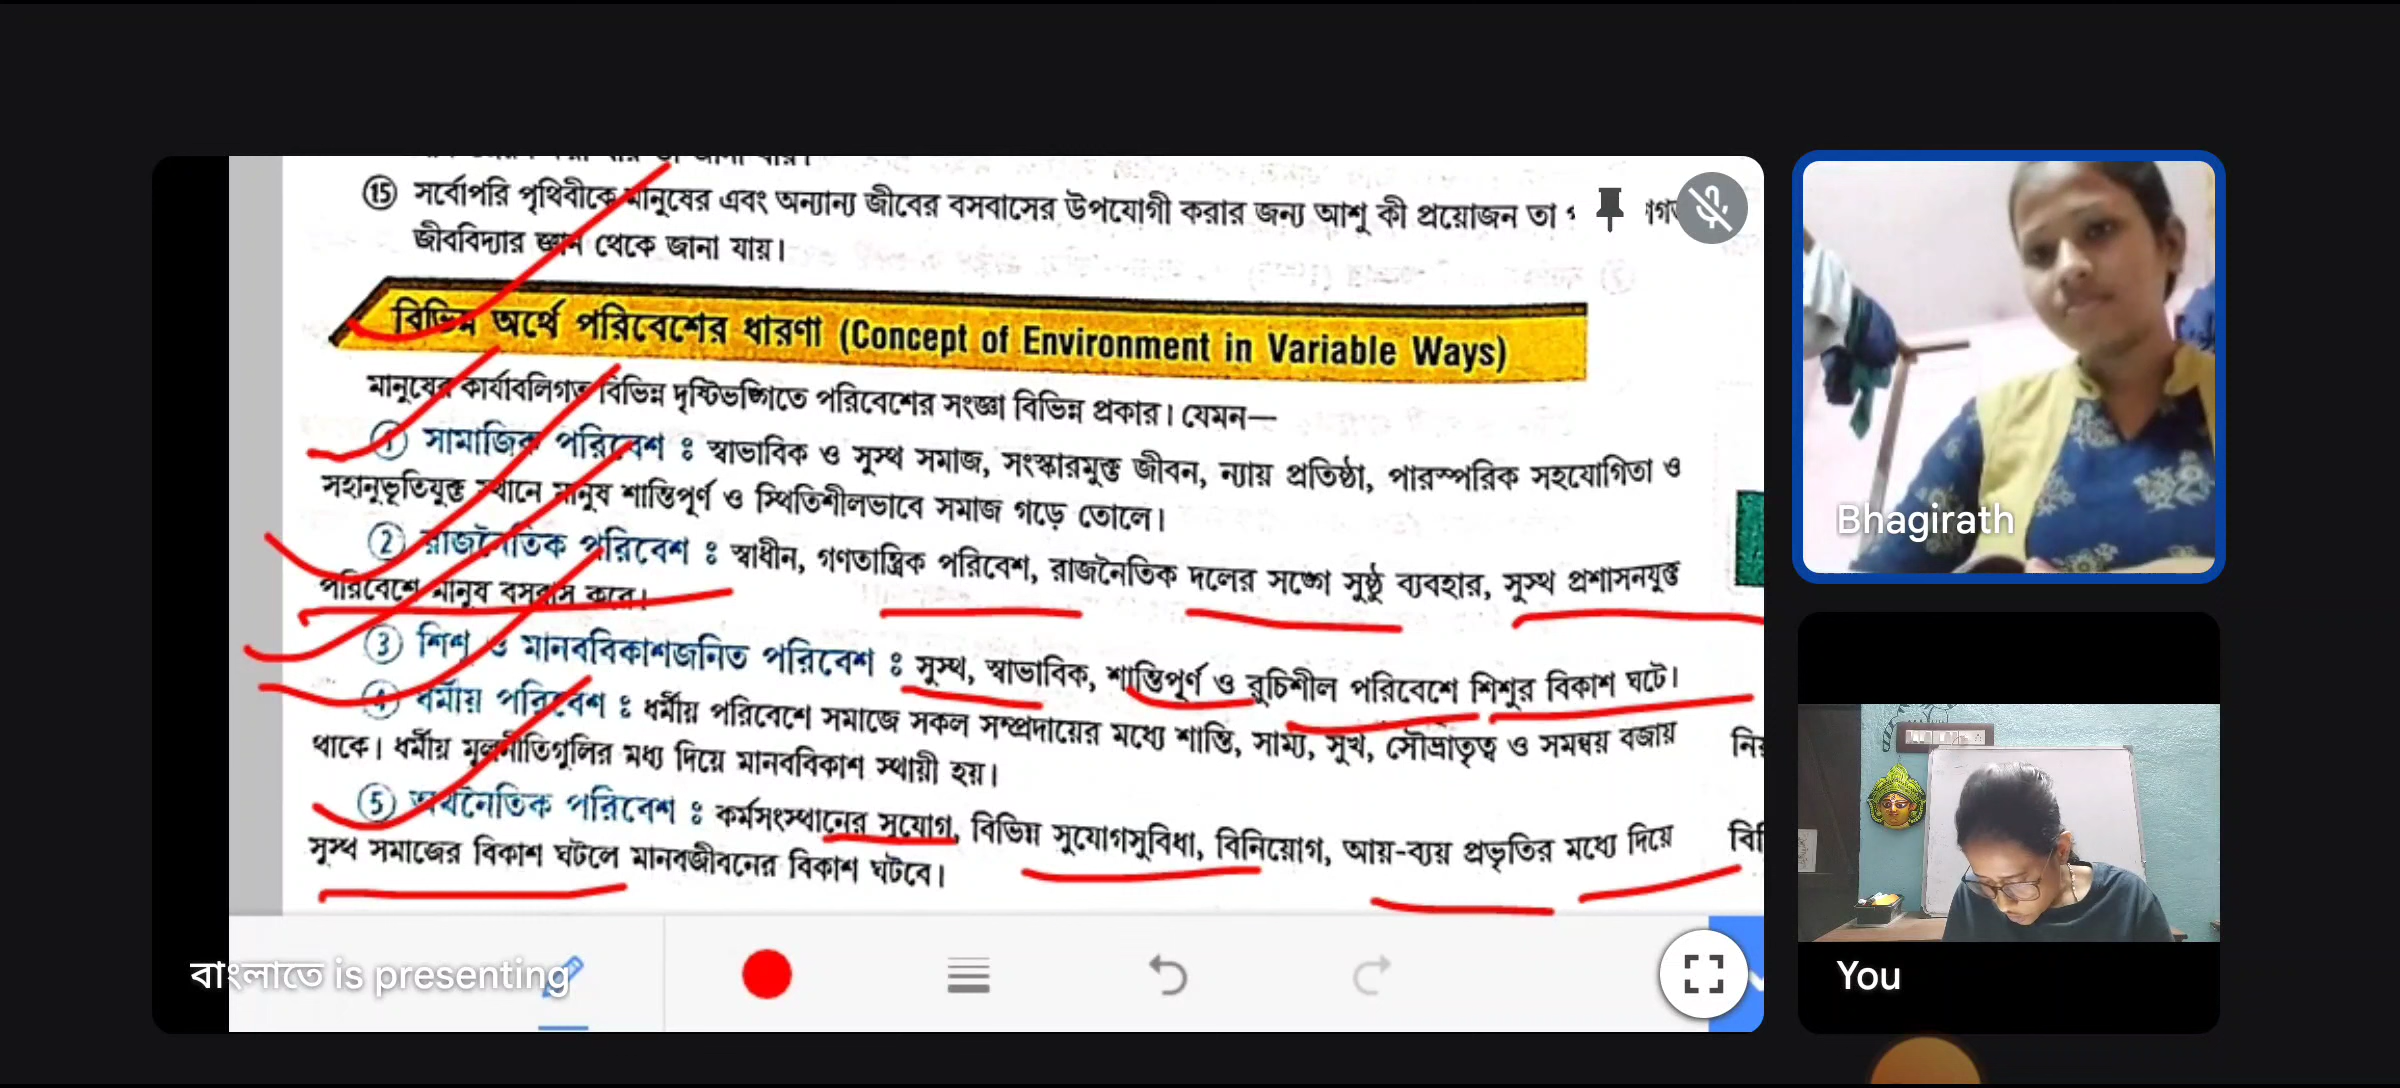 ⑮ সর্বোপরি পৃথিবীকে মানুষের এবং অন্যান্য জীবের বসবাসের উপযোগী করার জন্য আশু কী প্রয়োজন তা
জীববিদ্যার জ্ঞান থেকে জানা যায়।
বিভিন্ন অর্থে পরিবেশের ধারণা (Concept of Environment in Variable Ways)
মানুষের কার্যাবলিগত বিভিন্ন দৃষ্টিভঙ্গিতে পরিবেশের সংজ্ঞা বিভিন্ন প্রকার। যেমন—
① সামাজিক পরিবেশ ঃ স্বাভাবিক ও সুস্থ সমাজ, সংস্কারমুক্ত জীবন, ন্যায় প্রতিষ্ঠা, পারস্পরিক সহযোগিতা ও
সহানুভূতিযুক্ত স্থানে মানুষ শান্তিপূর্ণ ও স্থিতিশীলভাবে সমাজ গড়ে তোলে।
② রাজনৈতিক পরিবেশ ঃ স্বাধীন, গণতান্ত্রিক পরিবেশ, রাজনৈতিক দলের সঙ্গে সুষ্ঠু ব্যবহার, সুস্থ প্রশাসনযুক্ত
পরিবেশে মানুষ বসবাস করে।
③ শিশু ও মানববিকাশজনিত পরিবেশ ঃ সুস্থ, স্বাভাবিক, শান্তিপূর্ণ ও রুচিশীল পরিবেশে শিশুর বিকাশ ঘটে।
④ ধর্মীয় পরিবেশ ঃ ধর্মীয় পরিবেশে সমাজে সকল সম্প্রদায়ের মধ্যে শান্তি, সাম্য, সুখ, সৌভ্রাতৃত্ব ও সমন্বয় বজায়
থাকে। ধর্মীয় মূলনীতিগুলির মধ্য দিয়ে মানববিকাশ স্থায়ী হয়।
⑤ অর্থনৈতিক পরিবেশ ঃ কর্মসংস্থানের সুযোগ, বিভিন্ন সুযোগসুবিধা, বিনিয়োগ, আয়-ব্যয় প্রভৃতির মধ্যে দিয়ে
সুস্থ সমাজের বিকাশ ঘটলে মানবজীবনের বিকাশ ঘটবে।
বাংলাতে is presenting
Bhagirath
You